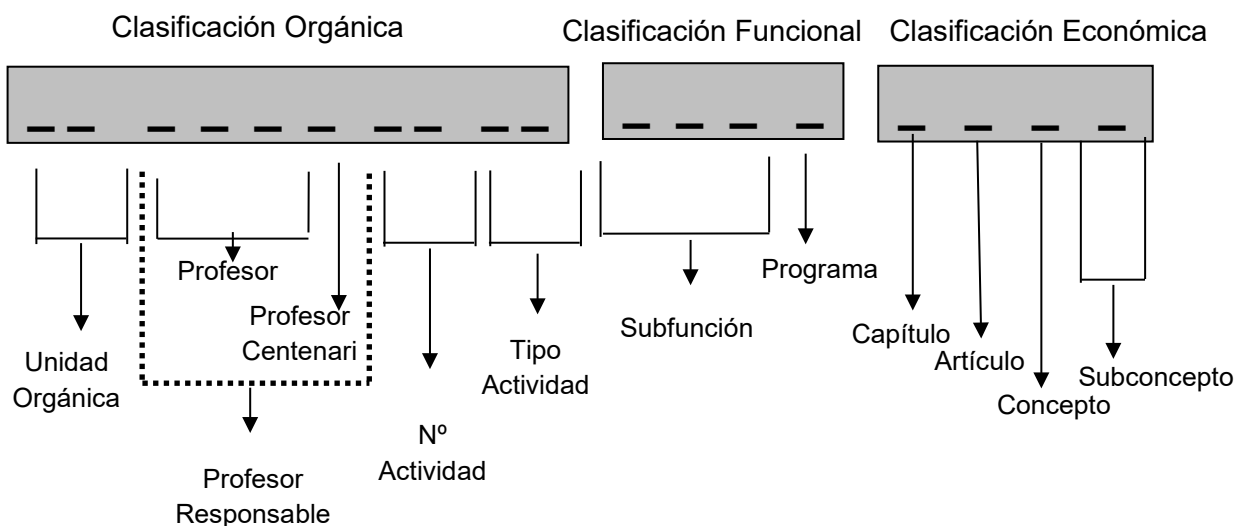 Clasificación Orgánica
Clasificación Funcional
Clasificación Económica
Profesor
Programa
Profesor
Centenari
Subfunción
Capítulo
Unidad
Orgánica
Tipo
Actividad
Artículo
Subconcepto
Concepto
Nº
Actividad
Profesor
Responsable